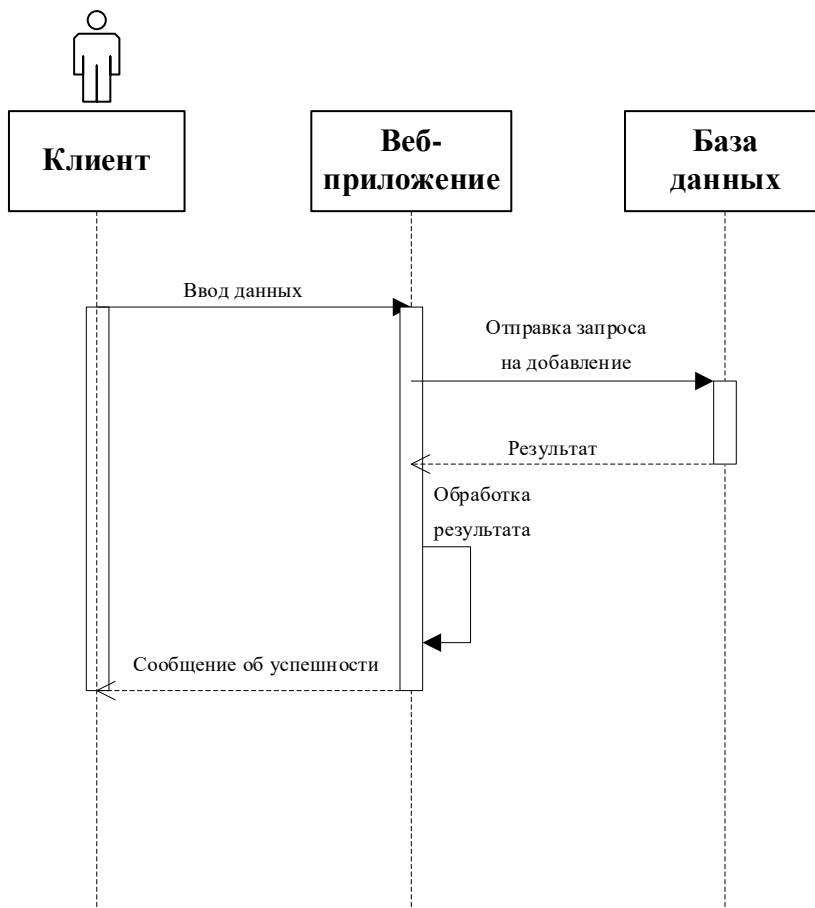 Клиент
Веб-
приложение
База
данных
Ввод данных
Отправка запроса
на добавление
Результат
Обработка
результата
Сообщение об успешности